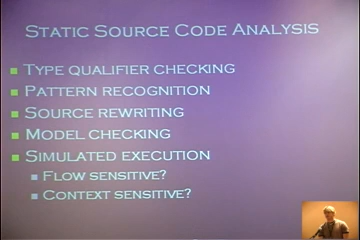 Static Source Code Analysis
Type qualifier checking
Pattern recognition
Source rewriting
Model checking
Simulated execution
Flow sensitive?
Context sensitive?